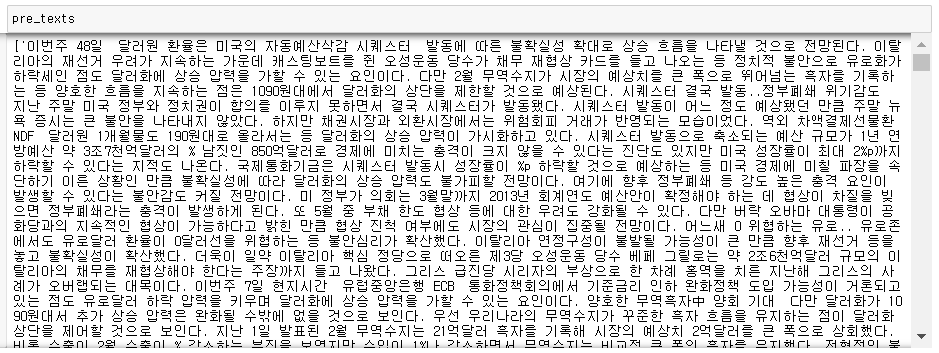 pre_texts
['이번주 48일  달러원 환율은 미국의 자동예산삭감 시퀘스터  발동에 따른 불확실성 확대로 상승 흐름을 나타낼 것으로 전망된다. 이탈
리아의 재선거 우려가 지속하는 가운데 캐스팅보트를 쥔 오성운동 당수가 채무 재협상 카드를 들고 나오는 등 정치적 불안으로 유로화가
하락세인 점도 달러화에 상승 압력을 가할 수 있는 요인이다. 다만 2월 무역수지가 시장의 예상치를 큰 폭으로 뛰어넘는 흑자를 기록하
는 등 양호한 흐름을 지속하는 점은 1090원대에서 달러화의 상단을 제한할 것으로 예상된다. 시퀘스터 결국 발동..정부폐쇄 위기감도
지난 주말 미국 정부와 정치권이 합의를 이루지 못하면서 결국 시퀘스터가 발동됐다. 시퀘스터 발동이 어느 정도 예상됐던 만큼 주말 뉴
욕 증시는 큰 불안을 나타내지 않았다. 하지만 채권시장과 외환시장에서는 위험회피 거래가 반영되는 모습이었다. 역외 차액결제선물환
NDF  달러원 1개월물도 190원대로 올라서는 등 달러화의 상승 압력이 가시화하고 있다. 시퀘스터 발동으로 축소되는 예산 규모가 1년 연
방예산 약 3조7천억달러의 % 남짓인 850억달러로 경제에 미치는 충격이 크지 않을 수 있다는 진단도 있지만 미국 성장률이 최대 2%p))까지
하락할 수 있다는 지적도 나온다. 국제통화기금은 시퀘스터 발동시 성장률이 %p 하락할 것으로 예상하는 등 미국 경제에 미칠 파장을 속
단하기 이른 상황인 만큼 불확실성에 따라 달러화의 상승 압력도 불가피할 전망이다. 여기에 향후 정부폐쇄 등 강도 높은 충격 요인이
발생할 수 있다는 불안감도 커질 전망이다. 미 정부가 의회는 3월말까지 2013년 회계연도 예산안이 확정해야 하는 데 협상이 차질을 빚
으면 정부폐쇄라는 충격이 발생하게 된다. 또 5월 중 부채 한도 협상 등에 대한 우려도 강화될 수 있다. 다만 버락 오바마 대통령이 공
화당과의 지속적인 협상이 가능하다고 밝힌 만큼 협상 진척 여부에도 시장의 관심이 집중될 전망이다. 어느새 0 위협하는 유로.. 유로존
에서도 유로달러 환율이 0달러선을 위협하는 등 불안심리가 확산했다. 이탈리아 연정구성이 불발될 가능성이 큰 만큼 향후 재선거 등을
놓고 불확실성이 확산했다. 더욱이 일약 이탈리아 핵심 정당으로 떠오른 제3당 오성운동 당수 베페 그릴로는 약 2조6천억달러 규모의 이
탈리아의 채무를 재협상해야 한다는 주장까지 들고 나왔다. 그리스 급진당 시리자의 부상으로 한 차례 홍역을 치른 지난해 그리스의 사
례가 오버랩되는 대목이다. 이번주 7일 현지시간  유럽중앙은행 ECB  통화정책회의에서 기준금리 인하 완화정책 도입 가능성이 거론되고
있는 점도 유로달러 하락 압력을 키우며 달러화에 상승 압력을 가할 수 있는 요인이다. 양호한 무역흑자中 양회 기대  다만 달러화가 10
90원대서 추가 상승 압력은 완화될 수밖에 없을 것으로 보인다. 우선 우리나라의 무역수지가 꾸준한 흑자 흐름을 유지하는 점이 달러화
상단을 제어할 것으로 보인다. 지난 1일 발표된 2월 무역수지는 21억달러 흑자를 기록해 시장의 예상치 2억달러를 큰 폭으로 상회했다.
비록 수출이 2월 수출이 % 감소하는 부진을 보였지만 수입이 1%나 감소하면서 무역수지는 비교적 큰 폭의 흑자를 유지했다. 전형적인 불